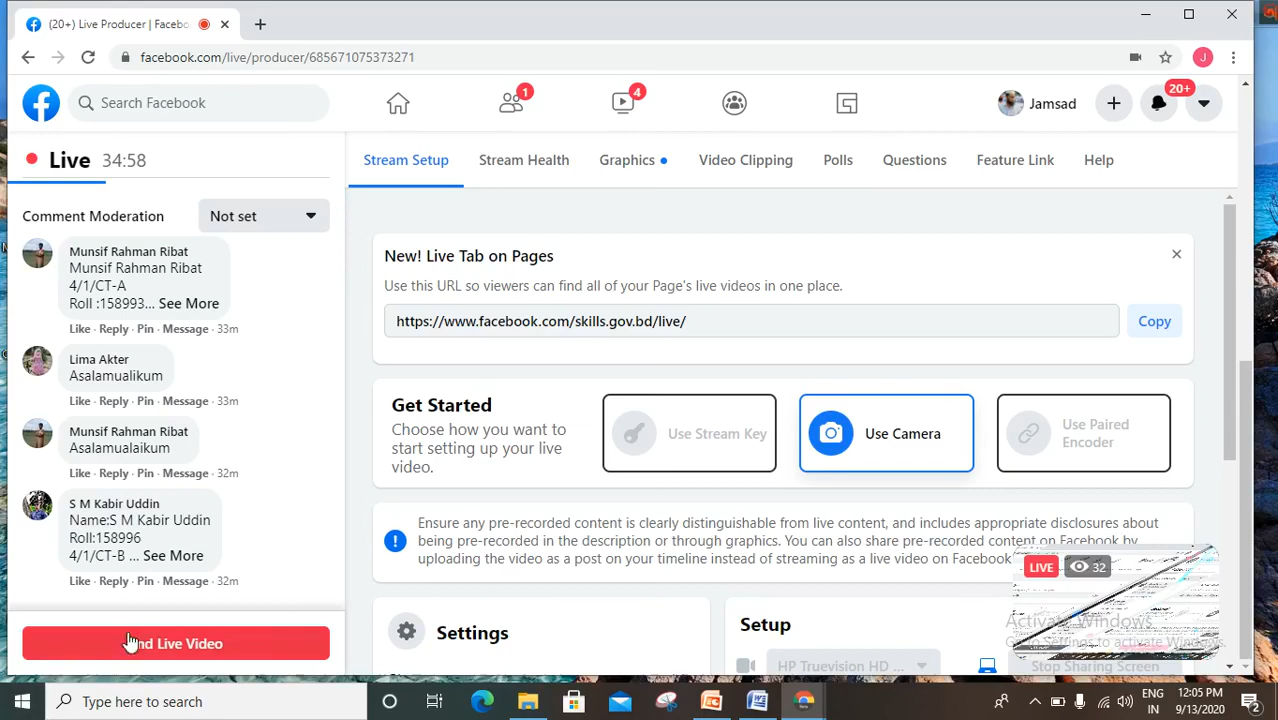 (20+) Live Producer | Facebo
facebook.com/live/producer/685671075373271
J
Search Facebook
1
4
Jamsad
20+
Live 34:58
Stream Setup
Stream Health
Graphics
Video Clipping
Polls
Questions
Feature Link
Help
Comment Moderation
Not set
Munsif Rahman Ribat
Munsif Rahman Ribat
4/1/CT-A
Roll :158993... See More
Like · Reply · Pin · Message · 33m
Lima Akter
Asalamualikum
Like · Reply · Pin · Message · 33m
Munsif Rahman Ribat
Asalamualaikum
Like · Reply · Pin · Message · 32m
S M Kabir Uddin
Name:S M Kabir Uddin
Roll:158996
4/1/CT-B ... See More
Like · Reply · Pin · Message · 32m
nd Live Video
New! Live Tab on Pages
Use this URL so viewers can find all of your Page's live videos in one place.
https://www.facebook.com/skills.gov.bd/live/
Copy
Get Started
Choose how you want to
start setting up your live
video.
Use Stream Key
Use Camera
Use Paired
Encoder
Ensure any pre-recorded content is clearly distinguishable from live content, and includes appropriate disclosures about
being pre-recorded in the description or through graphics. You can also share pre-recorded content on Facebook by
uploading the video as a post on your timeline instead of streaming as a live video on Facebook
LIVE
32
Settings
Setup
HP Truevision HD ...
Stop Sharing Screen
Activate Windows
Go to Settings to activate Windows.
Type here to search
ENG
IN
12:05 PM
9/13/2020
2